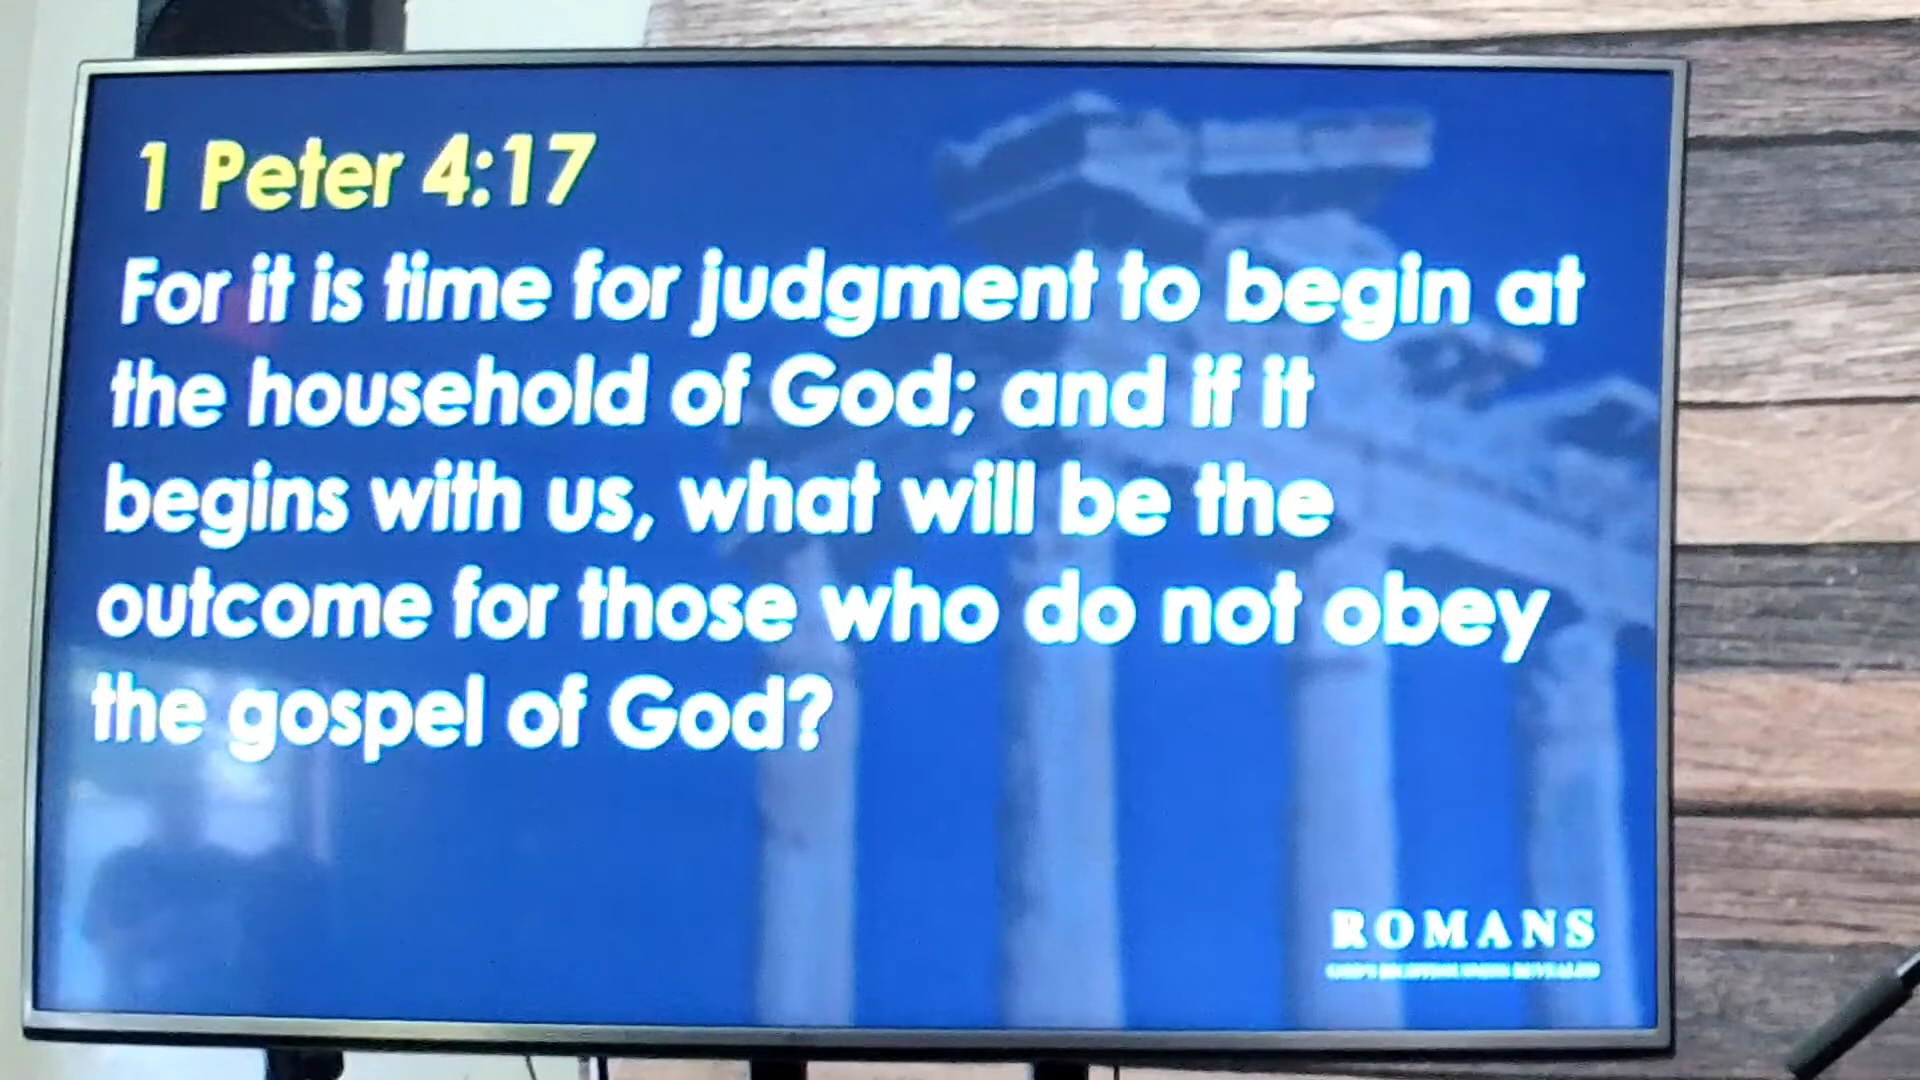 1 Peter 4:17
For it is time for judgment to begin at
the household of God; and if it
begins with us, what will be the
outcome for those who do not obey
the gospel of God?
ROMANS